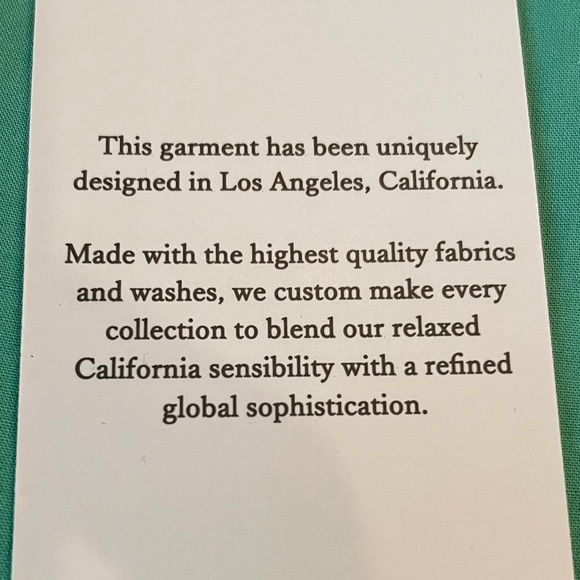 This garment has been uniquely
designed in Los Angeles, California.
Made with the highest quality fabrics
and washes, we custom make every
collection to blend our relaxed
California sensibility with a refined
global sophistication.